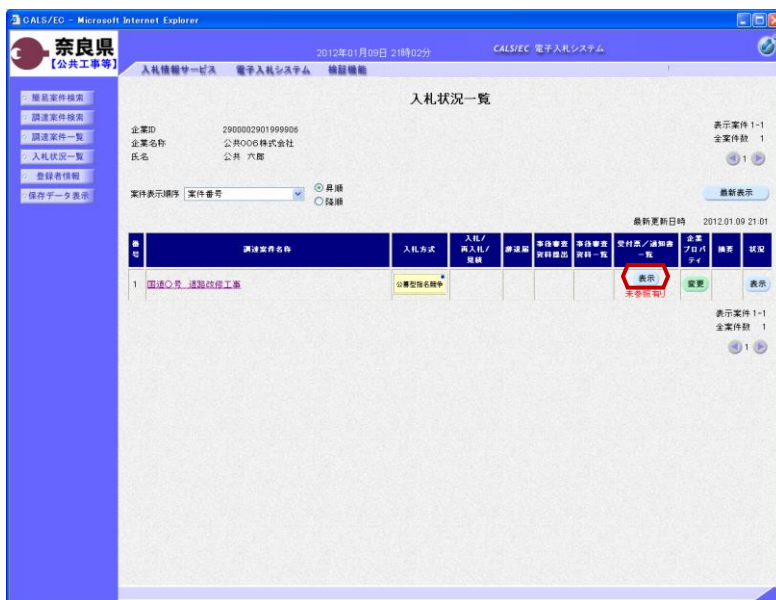 CALS/EC - Microsoft Internet Explorer
奈良県
【公共工事等】
2012年01月09日 21時02分
CALS/EC 電子入札システム
入札情報サービス 電子入札システム 検証機能
簡易案件検索
調達案件検索
調達案件一覧
入札状況一覧
登録者情報
保存データ表示
入札状況一覧
企業ID 2900002901999906
企業名称 公共006株式会社
氏名 公共 六郎
表示案件 1-1
全案件数 1
1
案件表示順序 案件番号
昇順
降順
最新表示
最新更新日時 2012.01.09 21:01
番号 調達案件名称 入札方式 入札/再入札/見積 辞退届 事後審査資料提出 事後審査資料一覧 受付票/通知書一覧 企業プロパティ 摘要 状況
1 国道○号 道路改修工事 公募型指名競争 表示 変更 表示
未参照有り
表示案件 1-1
全案件数 1
1